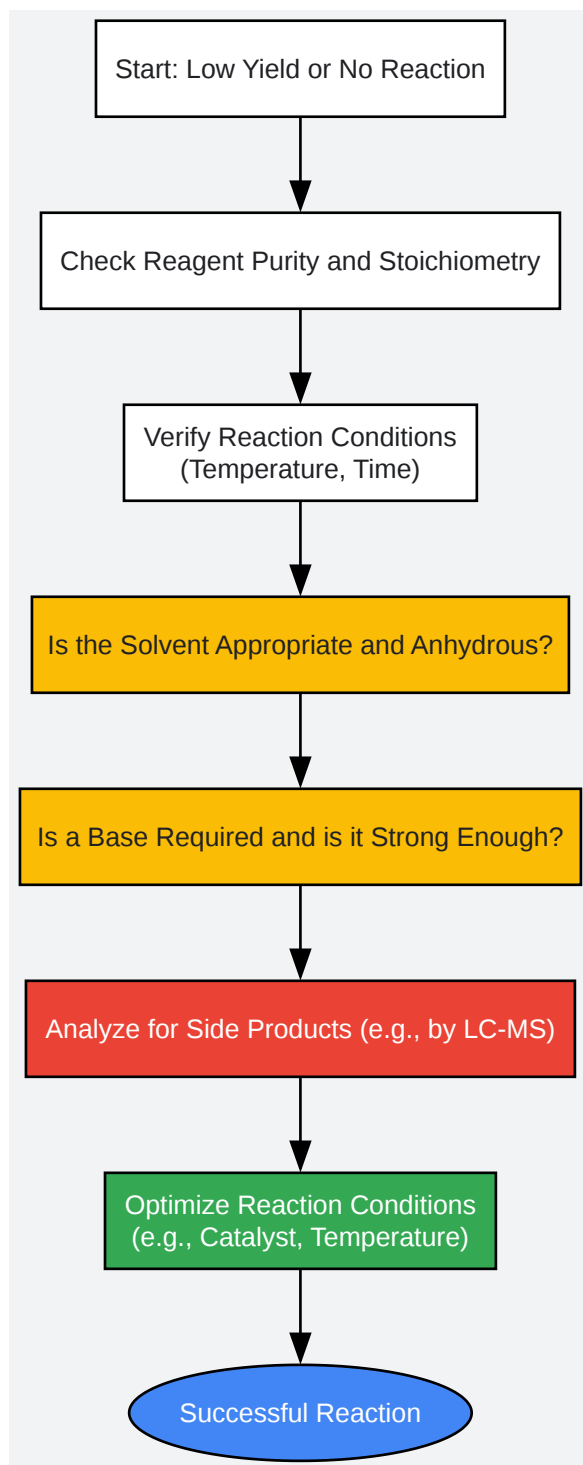 Start: Low Yield or No Reaction
Check Reagent Purity and Stoichiometry
Verify Reaction Conditions
(Temperature, Time)
Is the Solvent Appropriate and Anhydrous?
Is a Base Required and is it Strong Enough?
Analyze for Side Products (e.g., by LC-MS)
Optimize Reaction Conditions
(e.g., Catalyst, Temperature)
Successful Reaction